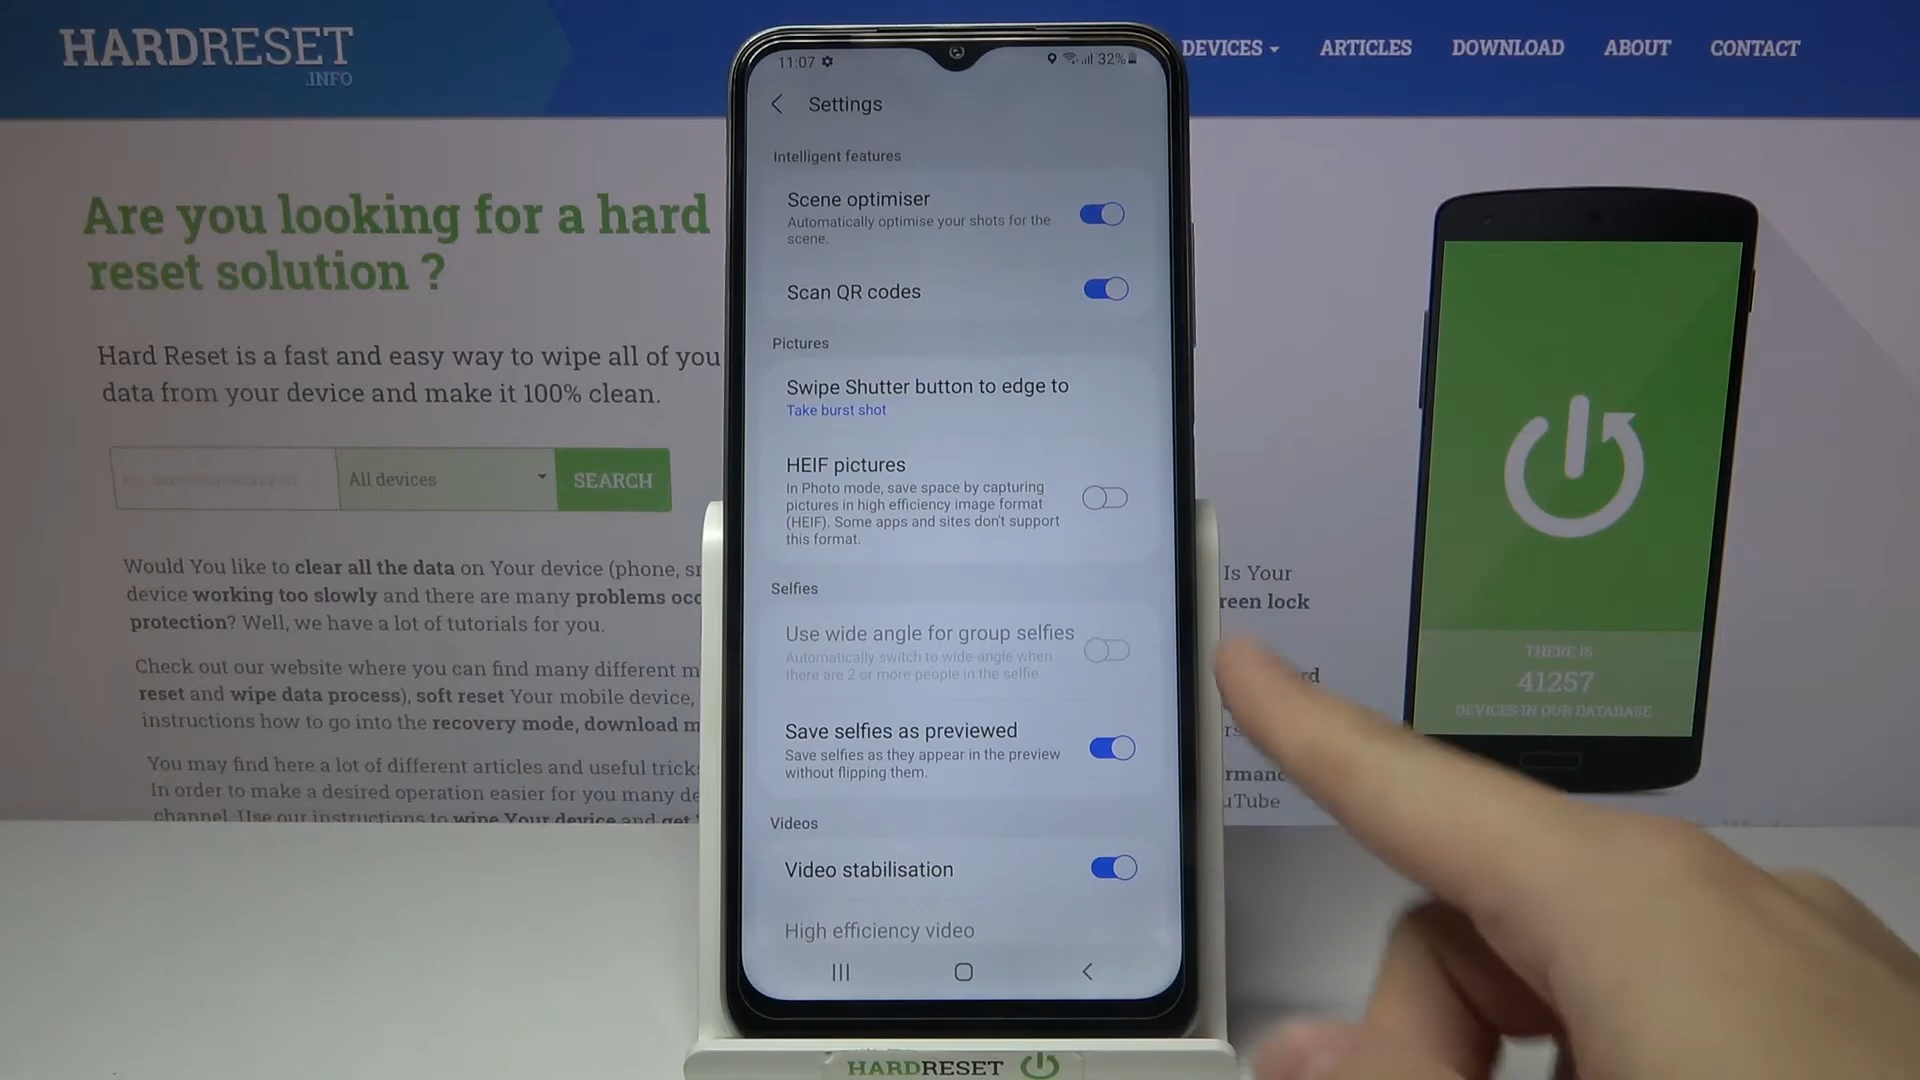 HARDRESET
.INFO
DEVICES
ARTICLES
DOWNLOAD
ABOUT
CONTACT
Are you looking for a hard
reset solution ?
Hard Reset is a fast and easy way to wipe all of you
data from your device and make it 100% clean.
All devices
SEARCH
Would You like to clear all the data on Your device (phone,
device working too slowly and there are many problems
protection? Well, we have a lot of tutorials for you.
Check out our website where you can find many different
reset and wipe data process), soft reset Your mobile device,
instructions how to go into the recovery mode, download
You may find here a lot of different articles and useful
In order to make a desired operation easier for you many
channel. Use our instructions to wipe Your device and get
11:07
32%
Settings
Intelligent features
Scene optimiser
Automatically optimise your shots for the
scene.
Scan QR codes
Pictures
Swipe Shutter button to edge to
Take burst shot
HEIF pictures
In Photo mode, save space by capturing
pictures in high efficiency image format
(HEIF). Some apps and sites don't support
this format.
Selfies
Use wide angle for group selfies
Automatically switch to wide-angle when
there are 2 or more people in the selfie
Save selfies as previewed
Save selfies as they appear in the preview
without flipping them.
Videos
Video stabilisation
High efficiency video
Is Your
reen lock
THERE IS
41257
DEVICES IN OUR DATABASE
HARDRESET